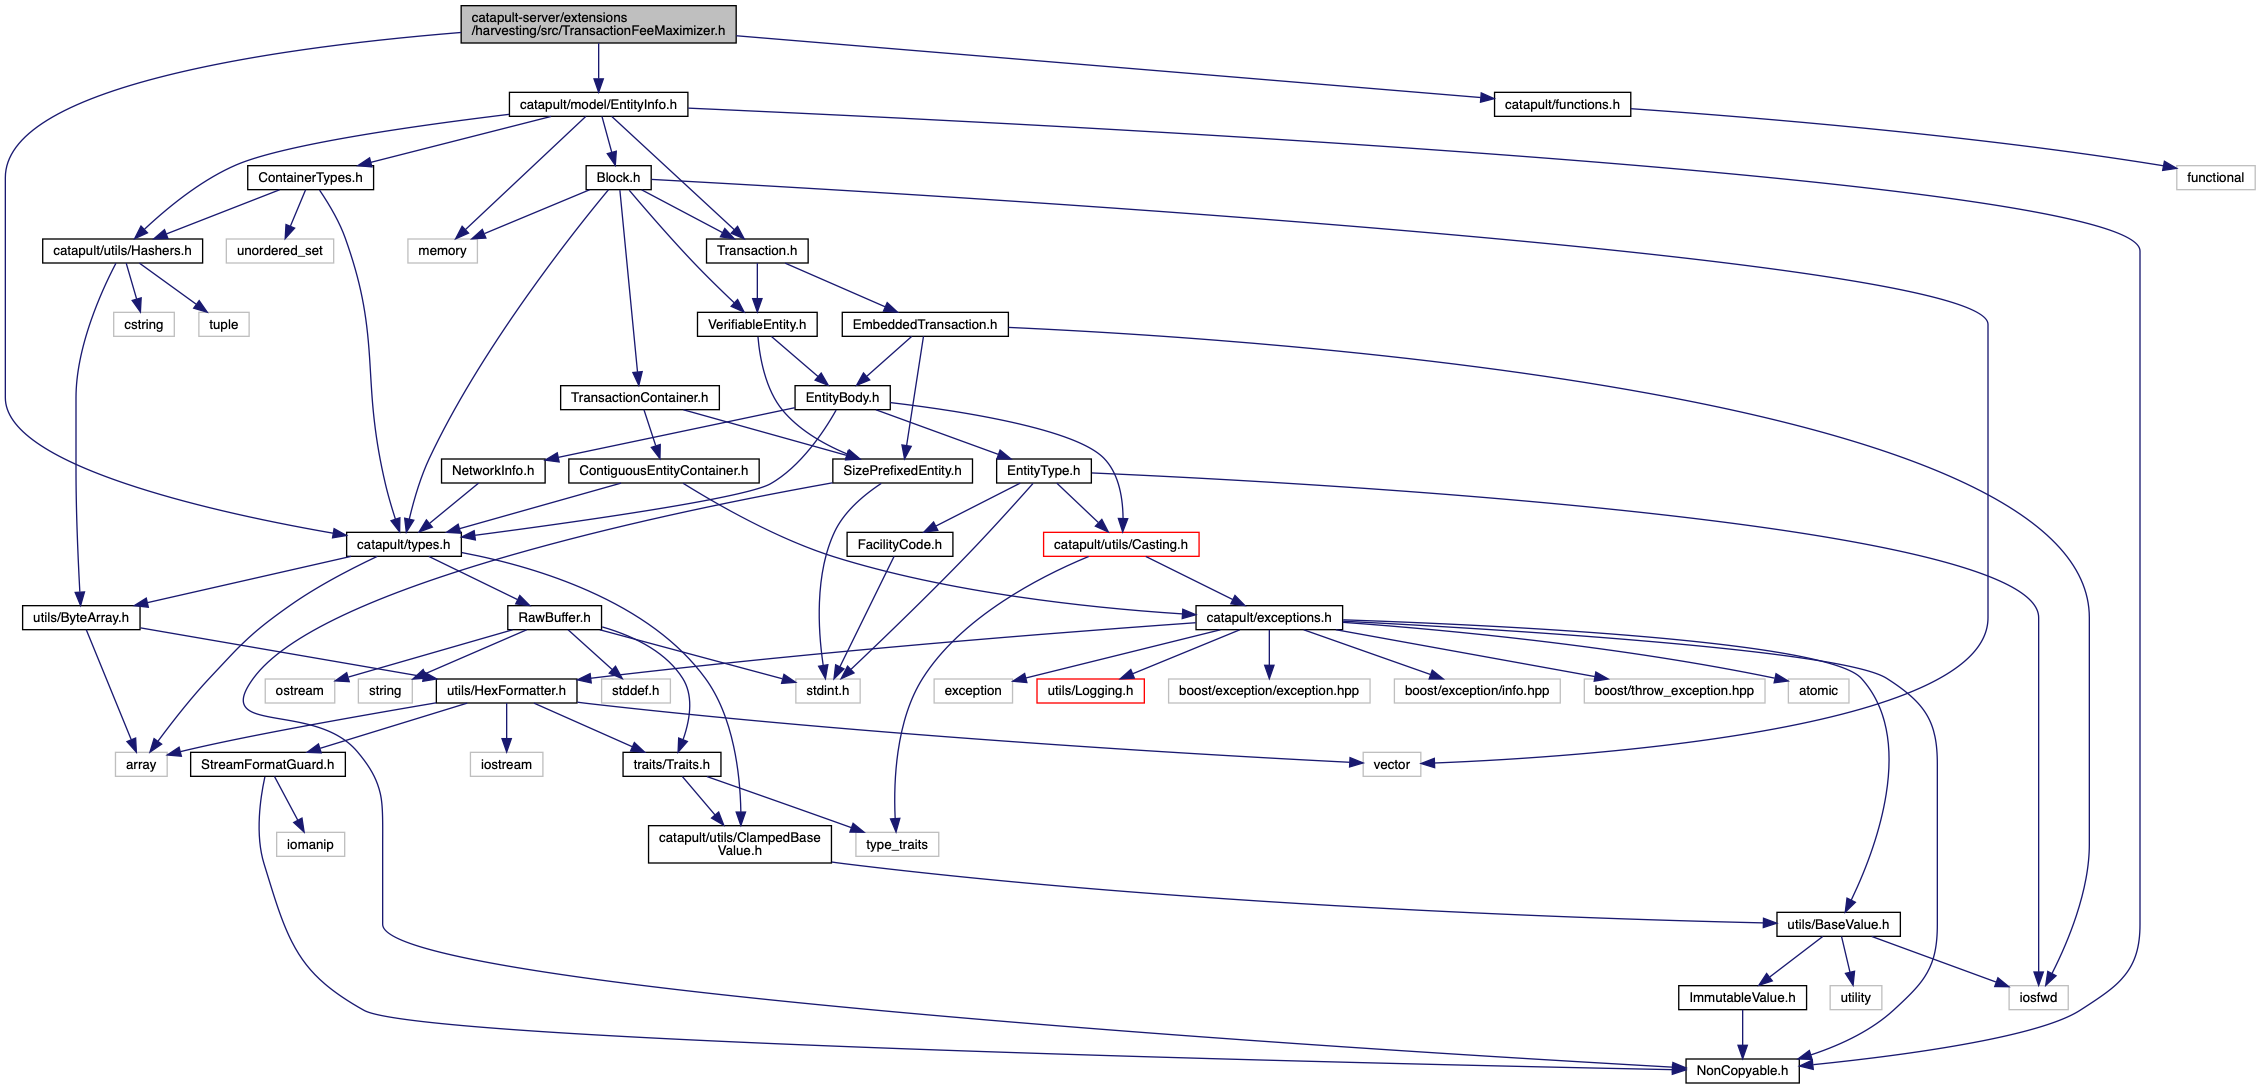 catapult-server/extensions
/harvesting/src/TransactionFeeMaximizer.h
catapult/model/EntityInfo.h
catapult/functions.h
ContainerTypes.h
Block.h
functional
catapult/utils/Hashers.h
unordered_set
memory
Transaction.h
cstring
tuple
VerifiableEntity.h
EmbeddedTransaction.h
TransactionContainer.h
EntityBody.h
NetworkInfo.h
ContiguousEntityContainer.h
SizePrefixedEntity.h
EntityType.h
catapult/types.h
FacilityCode.h
catapult/utils/Casting.h
utils/ByteArray.h
RawBuffer.h
catapult/exceptions.h
ostream
string
utils/HexFormatter.h
stddef.h
stdint.h
exception
utils/Logging.h
boost/exception/exception.hpp
boost/exception/info.hpp
boost/throw_exception.hpp
atomic
array
StreamFormatGuard.h
iostream
traits/Traits.h
vector
iomanip
catapult/utils/ClampedBase
Value.h
type_traits
utils/BaseValue.h
ImmutableValue.h
utility
iosfwd
NonCopyable.h